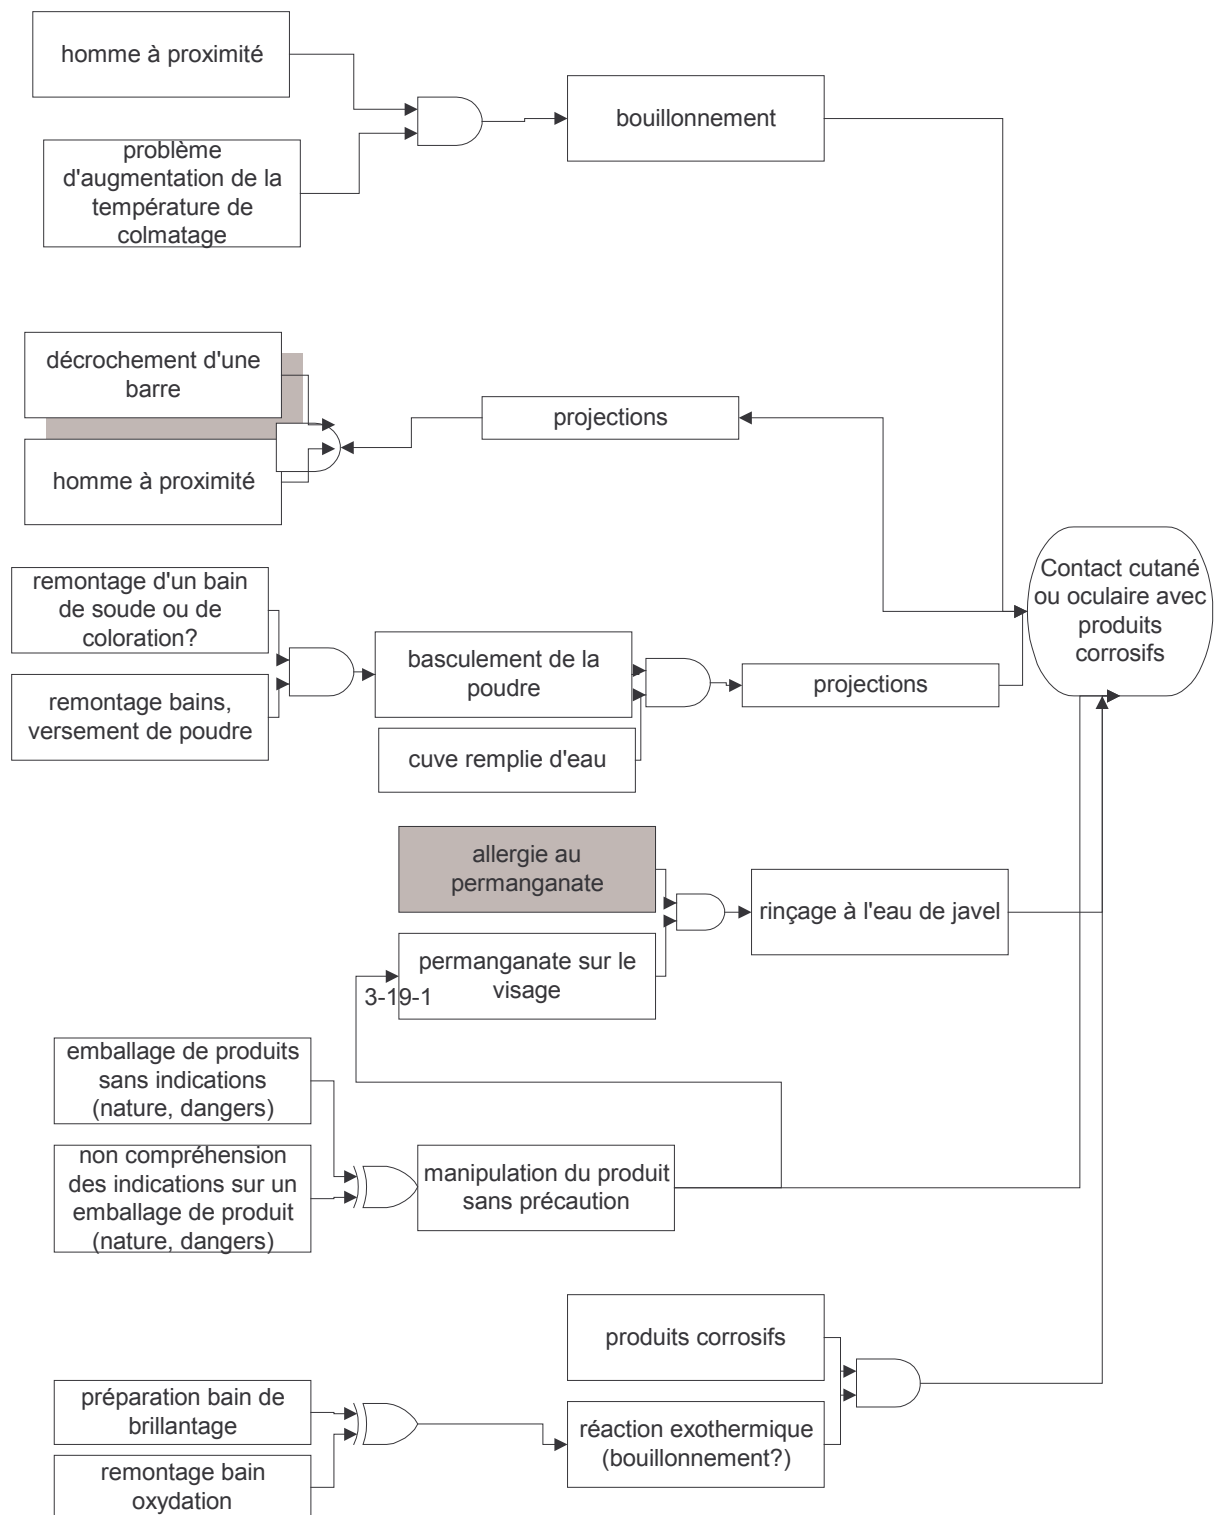 homme à proximité
problème
d'augmentation de la
température de
colmatage
bouillonnement
décrochement d'une
barre
homme à proximité
projections
Contact cutané
ou oculaire avec
produits
corrosifs
remontage d'un bain
de soude ou de
coloration?
remontage bains,
versement de poudre
basculement de la
poudre
cuve remplie d'eau
projections
allergie au
permanganate
permanganate sur le
visage
3-19-1
rinçage à l'eau de javel
emballage de produits
sans indications
(nature, dangers)
non compréhension
des indications sur un
emballage de produit
(nature, dangers)
manipulation du produit
sans précaution
produits corrosifs
préparation bain de
brillantage
remontage bain
oxydation
réaction exothermique
(bouillonnement?)